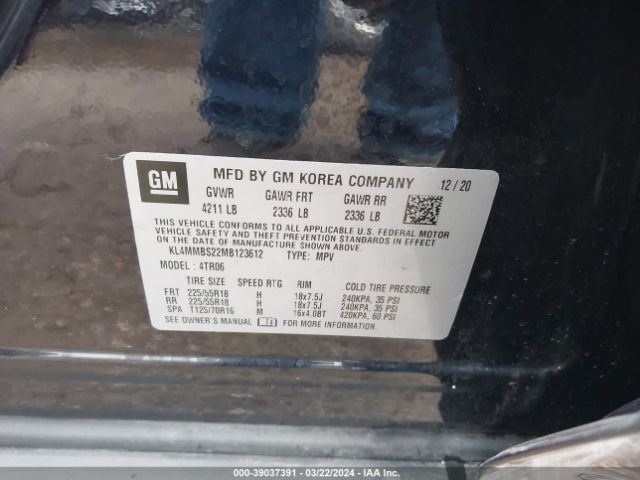 GM
MFD BY GM KOREA COMPANY 12/20
GVWR GAWR FRT GAWR RR
4211 LB 2336 LB 2336 LB
THIS VEHICLE CONFORMS TO ALL APPLICABLE U.S. FEDERAL MOTOR
VEHICLE SAFETY AND THEFT PREVENTION STANDARDS IN EFFECT ON
THE DATE OF MANUFACTURE SHOWN ABOVE.
KL4MMBS22MB123612 TYPE: MPV
MODEL: 4TR06
TIRE SIZE SPEED RTG RIM COLD TIRE PRESSURE
FRT 225/55R18 H 18x7.5J 240KPA, 35 PSI
RR 225/55R18 H 18x7.5J 240KPA, 35 PSI
SPA T125/70R16 M 16x4.0BT 420KPA, 60 PSI
SEE OWNER'S MANUAL FOR MORE INFORMATION.
000-39037391 - 03/22/2024 - IAAI.COM